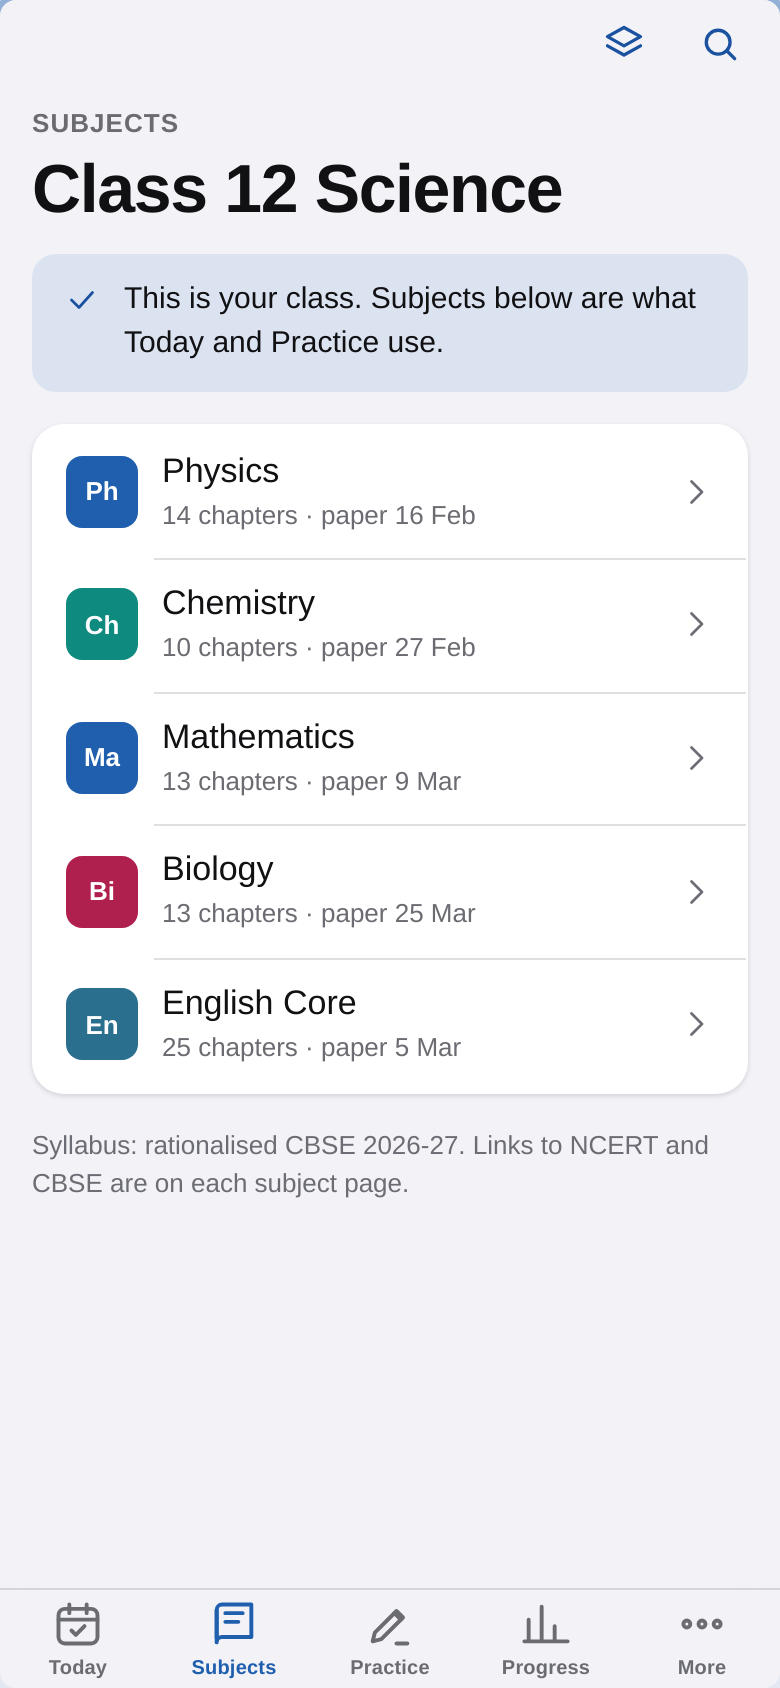 SUBJECTS
Class 12 Science
This is your class. Subjects below are what
Today and Practice use.
Ph
Physics
14 chapters · paper 16 Feb
Ch
Chemistry
10 chapters · paper 27 Feb
Ma
Mathematics
13 chapters · paper 9 Mar
Bi
Biology
13 chapters · paper 25 Mar
En
English Core
25 chapters · paper 5 Mar
Syllabus: rationalised CBSE 2026-27. Links to NCERT and
CBSE are on each subject page.
Today
Subjects
Practice
Progress
More